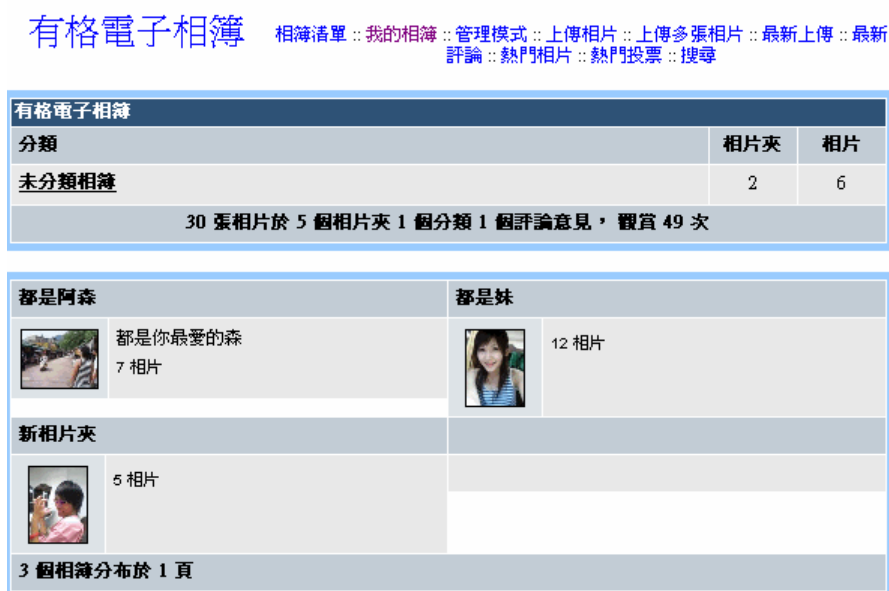 有格電子相簿
相簿清單 :: 我的相簿 :: 管理模式 :: 上傳相片 :: 上傳多張相片 :: 最新上傳 :: 最新
評論 :: 熱門相片 :: 熱門投票 :: 搜尋
有格電子相簿
分類 相片夾 相片
未分類相簿 2 6
30 張相片於 5 個相片夾 1 個分類 1 個評論意見, 觀賞 49 次
都是阿森 都是妹
都是你最愛的森
7 相片
12 相片
新相片夾
5 相片
3 個相簿分布於 1 頁